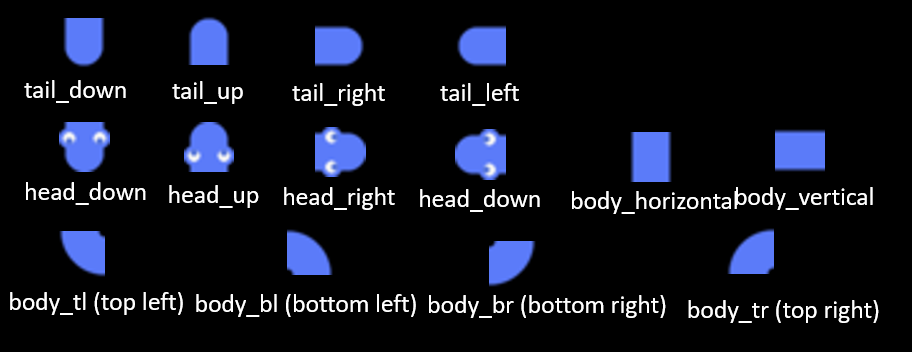 tail_down tail_up tail_right tail_left
head_down head_up head_right head_down body_horizontal body_vertical
body_tl (top left) body_bl (bottom left) body_br (bottom right) body_tr (top right)